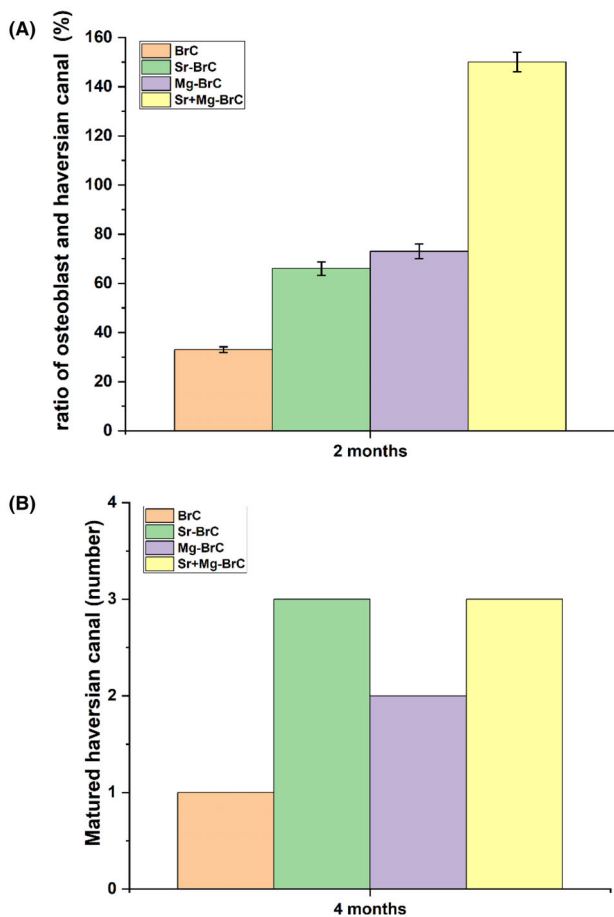 (A)
160
140
120
100
80
60
40
20
0
ratio of osteoblast and haversian canal (%)
BrC
Sr-BrC
Mg-BrC
Sr+Mg-BrC
2 months
(B)
4
3
2
1
0
Matured haversian canal (number)
BrC
Sr-BrC
Mg-BrC
Sr+Mg-BrC
4 months